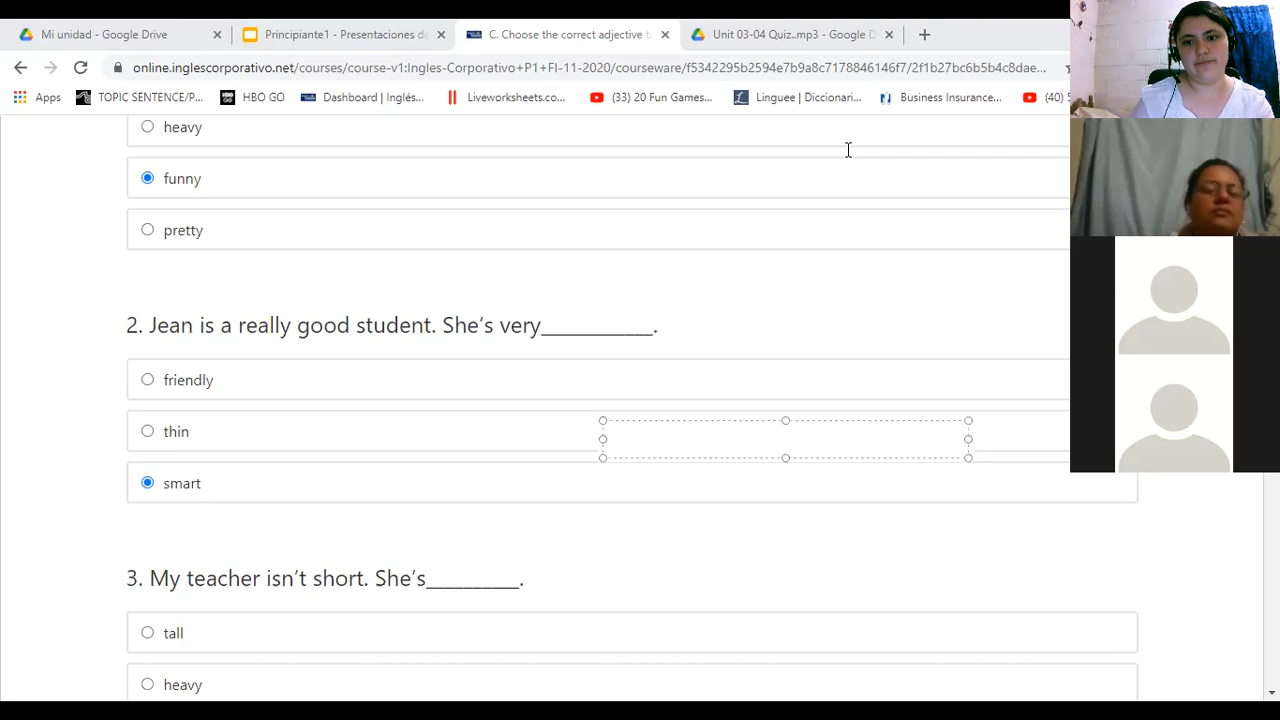 Mi unidad - Google Drive
Principiante1 - Presentaciones de
C. Choose the correct adjective t
Unit 03-04 Quiz..mp3 - Google D
online.inglescorporativo.net/courses/course-v1:Ingles-Corporativo+P1+FI-11-2020/courseware/f5342295b2594e7b9a8c7178846146f7/2f1b27bc6b5b4c8dae...
Apps
TOPIC SENTENCE/P...
HBO GO
Dashboard | Inglés...
Liveworksheets.co...
(33) 20 Fun Games...
Linguee | Diccionari...
Business Insurance...
(40)
heavy
funny
pretty
2. Jean is a really good student. She’s very____________.
friendly
thin
smart
3. My teacher isn’t short. She’s__________.
tall
heavy